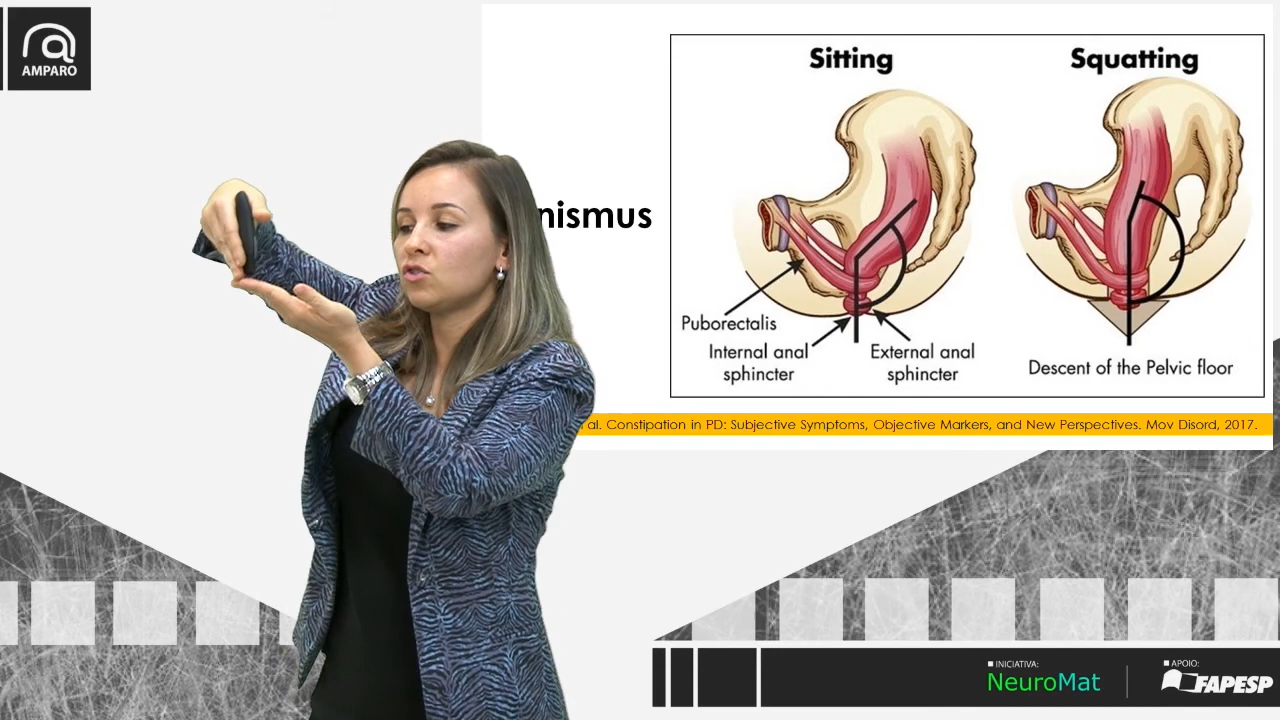 AMPARO
Sitting
Squatting
nismus
Puborectalis
Internal anal
sphincter
External anal
sphincter
Descent of the Pelvic floor
al. Constipation in PD: Subjective Symptoms, Objective Markers, and New Perspectives. Mov Disord, 2017.
INICIATIVA:
NeuroMat
APOIO:
FAPESP